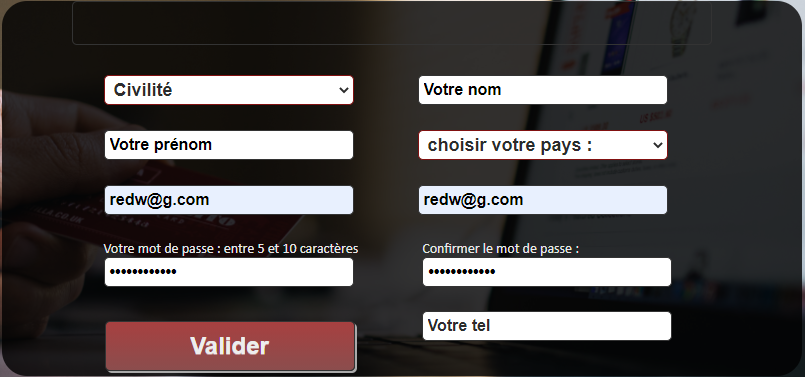 Civilité
Votre nom
Votre prénom
choisir votre pays :
redw@g.com
redw@g.com
Votre mot de passe : entre 5 et 10 caractères
Confirmer le mot de passe :
••••••••••••
••••••••••••
Votre tel
Valider